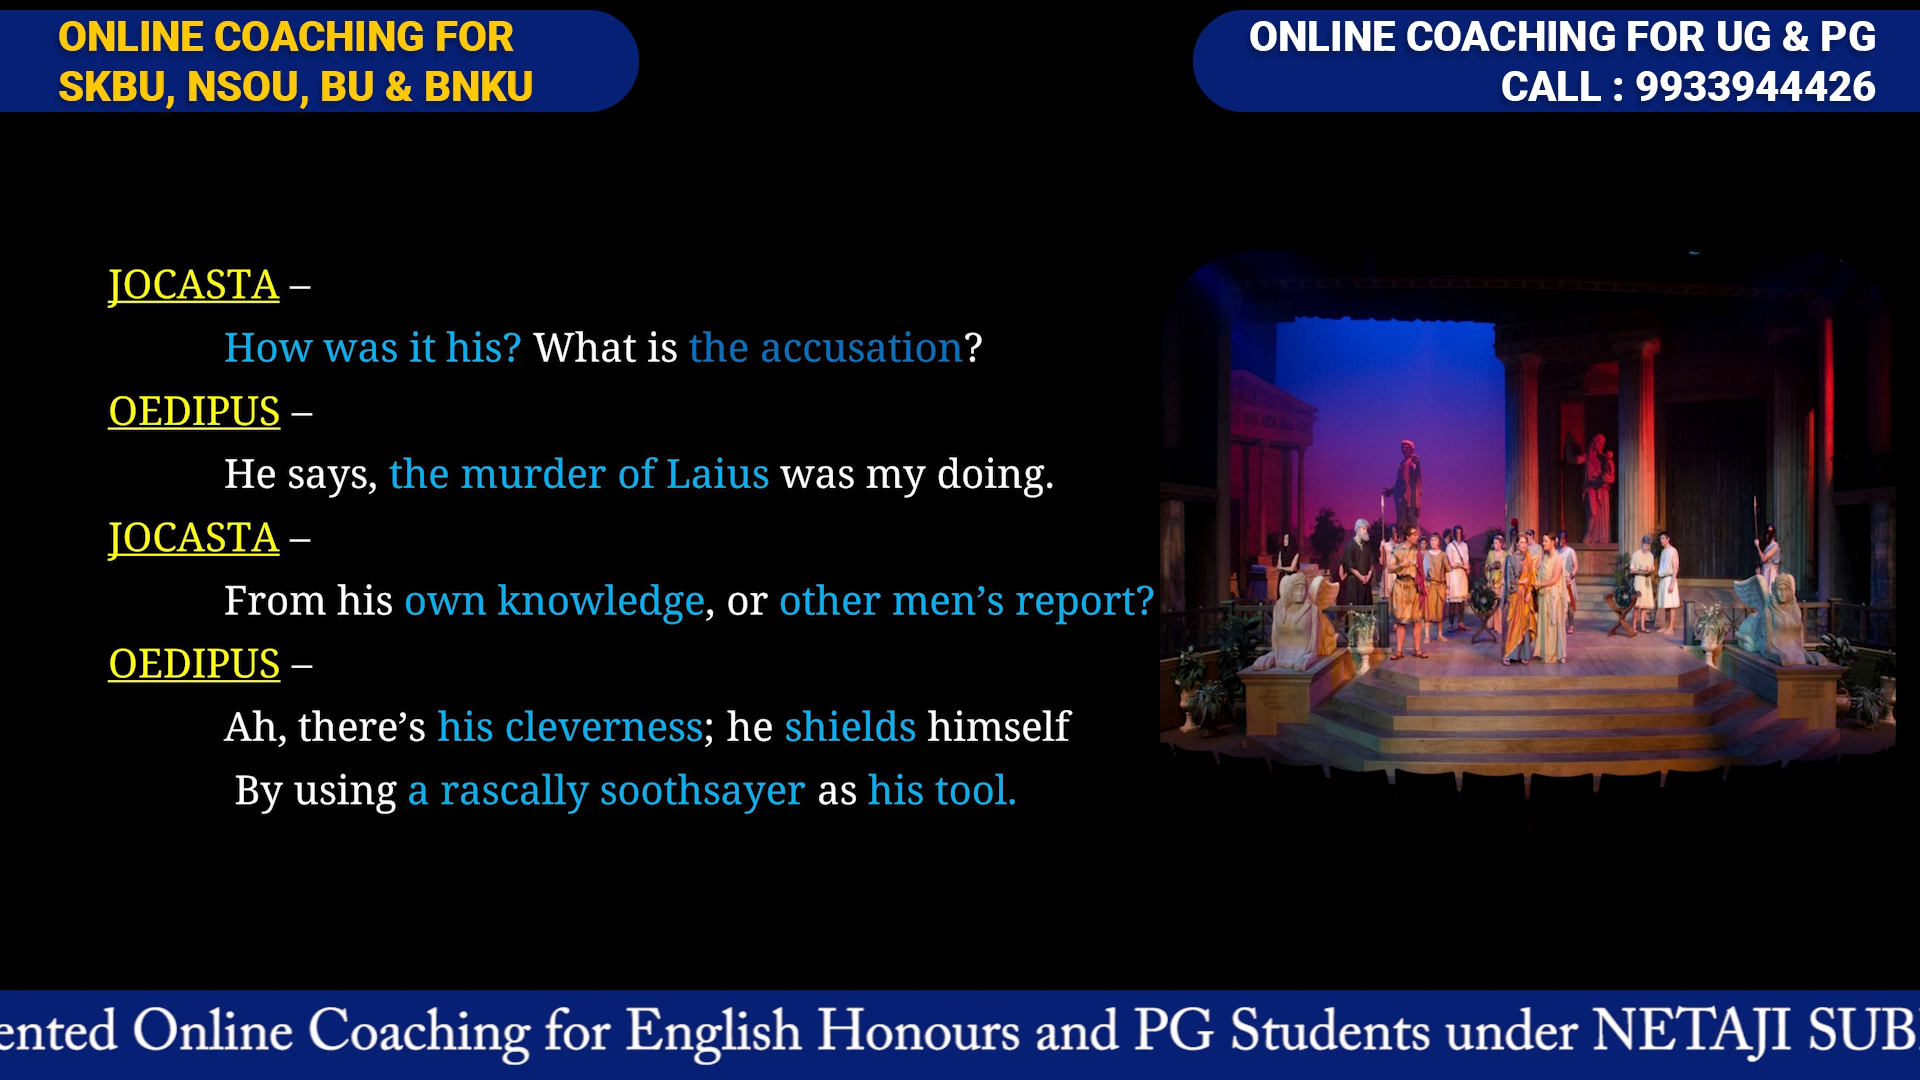 ONLINE COACHING FOR
SKBU, NSOU, BU & BNKU
ONLINE COACHING FOR UG & PG
CALL : 9933944426
JOCASTA –
How was it his? What is the accusation?
OEDIPUS –
He says, the murder of Laius was my doing.
JOCASTA –
From his own knowledge, or other men’s report?
OEDIPUS –
Ah, there’s his cleverness; he shields himself
By using a rascally soothsayer as his tool.
ented Online Coaching for English Honours and PG Students under NETAJI SUB